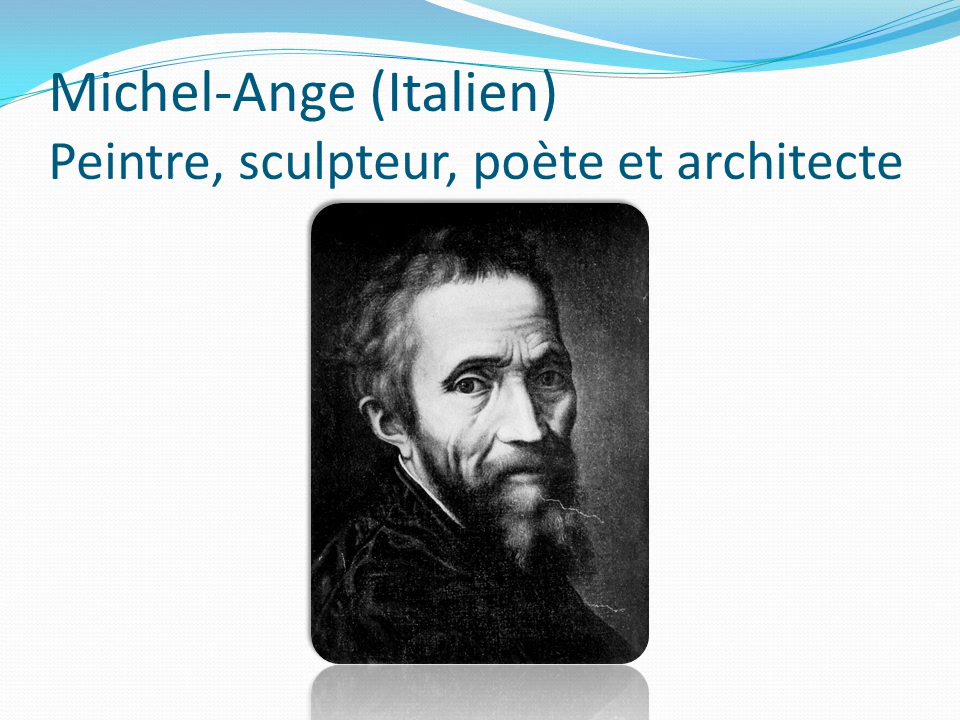 Michel-Ange (Italien)
Peintre, sculpteur, poète et architecte